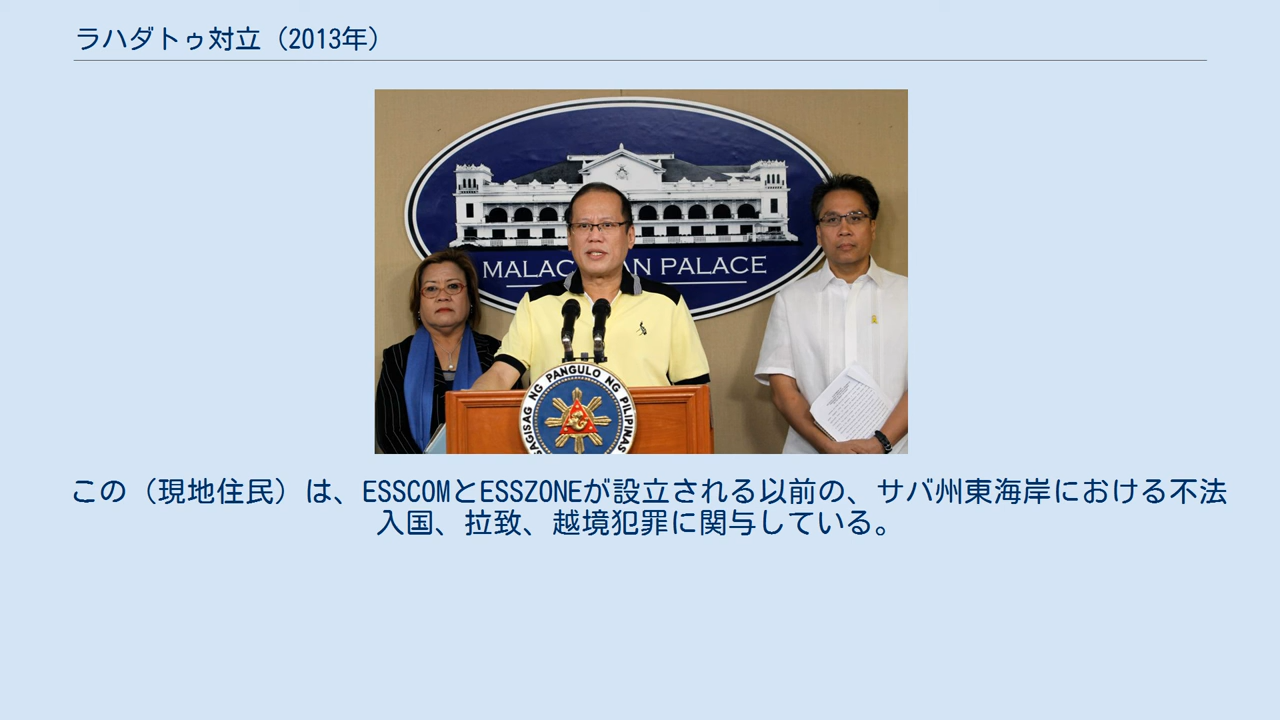 ラハダトゥ対立（2013年）
MALAC AN PALACE
SAGISAG NG PANGULO NG PILIPINAS
この（現地住民）は、ESSCOMとESSZONEが設立される以前の、サバ州東海岸における不法
入国、拉致、越境犯罪に関与している。